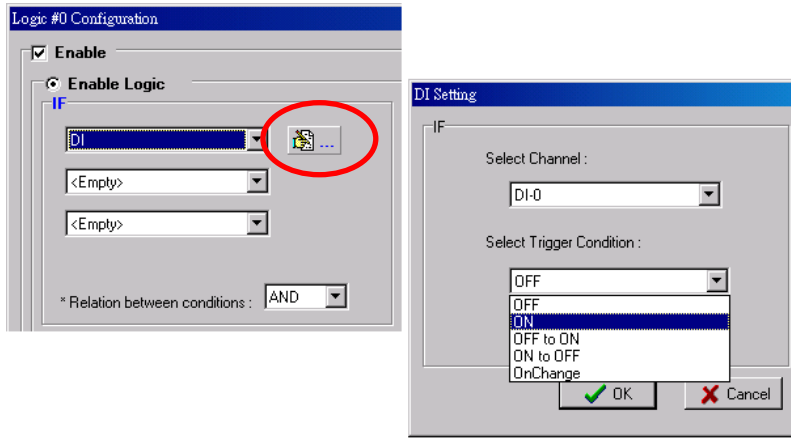 Logic #0 Configuration
Enable
Enable Logic
IF
DI
...
<Empty>
<Empty>
* Relation between conditions :
AND
DI Setting
IF
Select Channel :
DI-0
Select Trigger Condition :
OFF
OFF
ON
OFF to ON
ON to OFF
OnChange
OK
Cancel